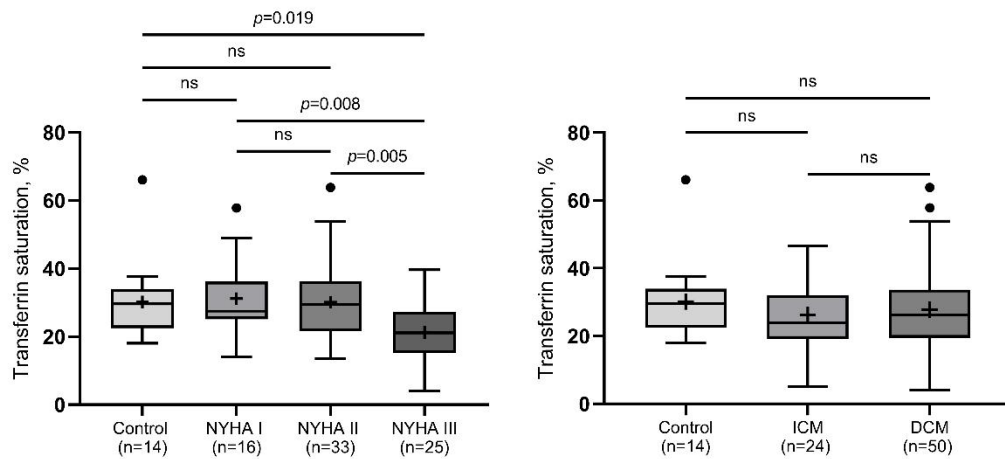 p=0.019
ns
ns
p=0.008
ns
p=0.005
Transferrin saturation, %
80
60
40
20
0
Control
(n=14)
NYHA I
(n=16)
NYHA II
(n=33)
NYHA III
(n=25)
ns
ns
ns
Transferrin saturation, %
80
60
40
20
0
Control
(n=14)
ICM
(n=24)
DCM
(n=50)